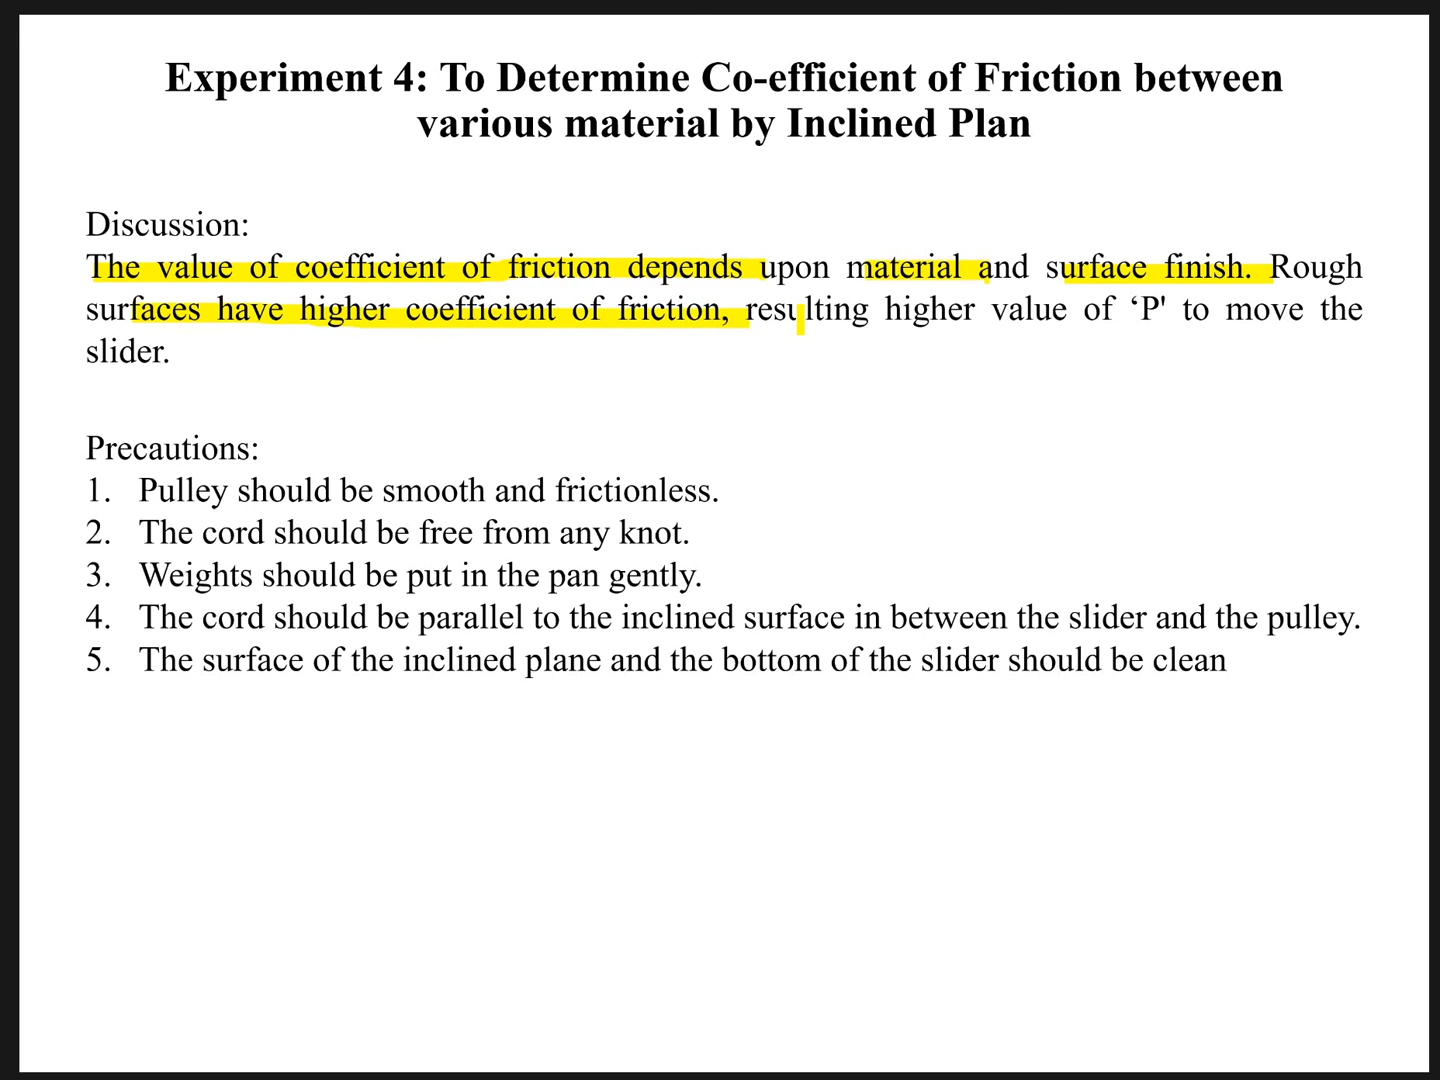 Experiment 4: To Determine Co-efficient of Friction between
various material by Inclined Plan
Discussion:
The value of coefficient of friction depends upon material and surface finish. Rough
surfaces have higher coefficient of friction, resulting higher value of ‘P' to move the
slider.
Precautions:
1. Pulley should be smooth and frictionless.
2. The cord should be free from any knot.
3. Weights should be put in the pan gently.
4. The cord should be parallel to the inclined surface in between the slider and the pulley.
5. The surface of the inclined plane and the bottom of the slider should be clean